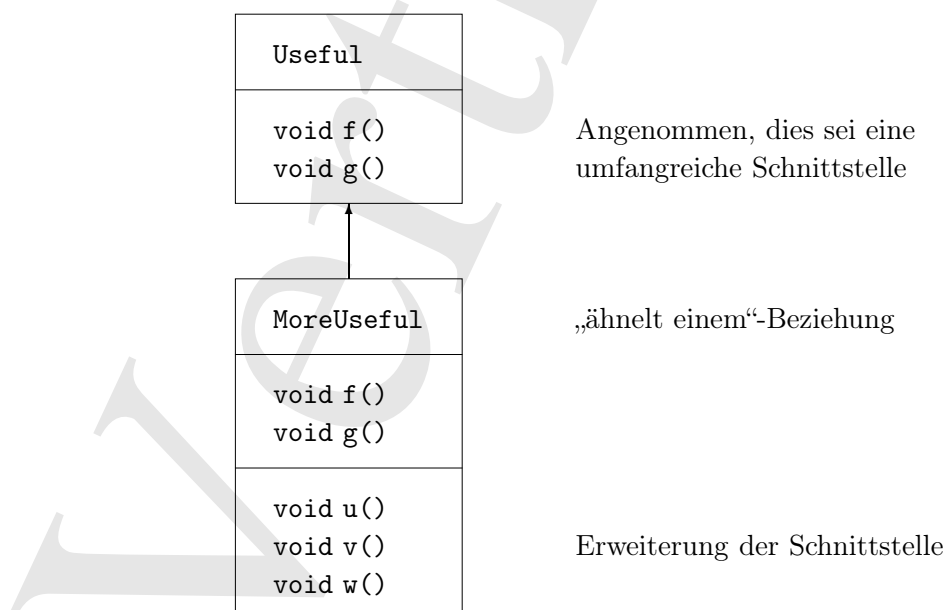 Useful
void f()
void g()
Angenommen, dies sei eine
umfangreiche Schnittstelle
MoreUseful
„ähnelt einem“-Beziehung
void f()
void g()
void u()
void v()
void w()
Erweiterung der Schnittstelle
Vert